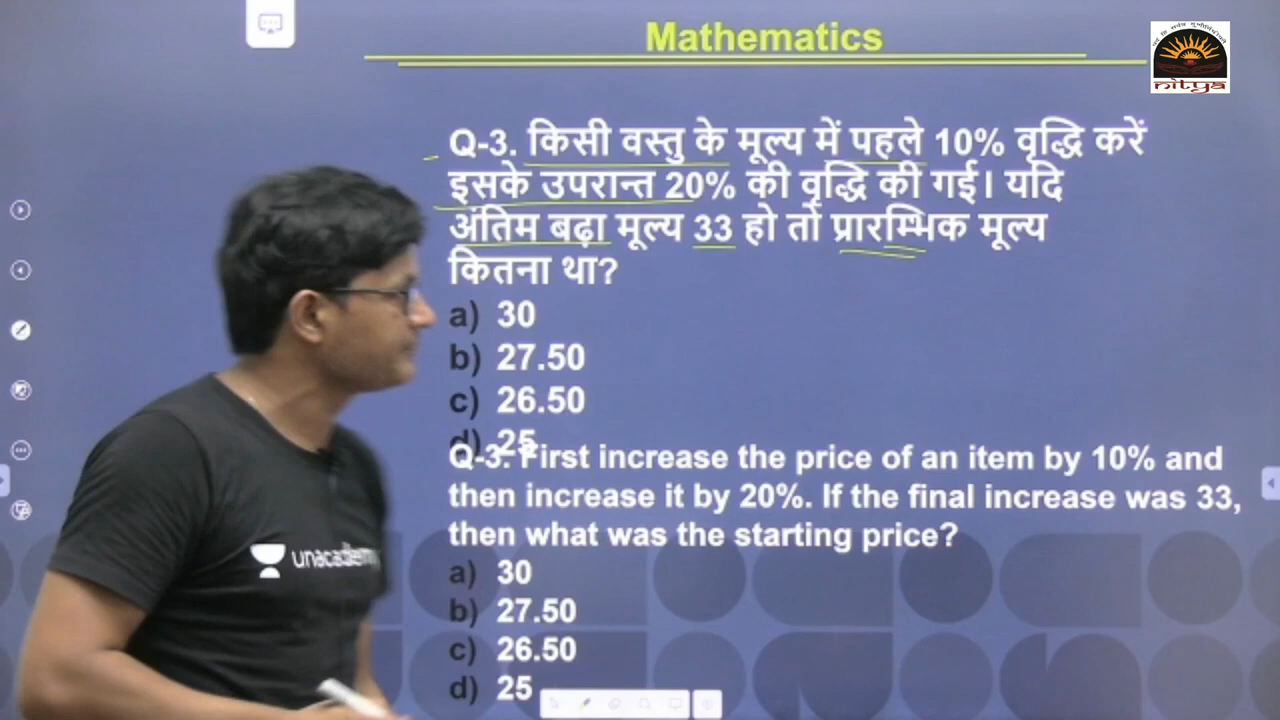 Mathematics
nitya
Q-3. किसी वस्तु के मूल्य में पहले 10% वृद्धि करें
इसके उपरान्त 20% की वृद्धि की गई। यदि
अंतिम बढ़ा मूल्य 33 हो तो प्रारम्भिक मूल्य
कितना था?
a) 30
b) 27.50
c) 26.50
d) 25
Q-3. First increase the price of an item by 10% and
then increase it by 20%. If the final increase was 33,
then what was the starting price?
a) 30
b) 27.50
c) 26.50
d) 25
unacademy